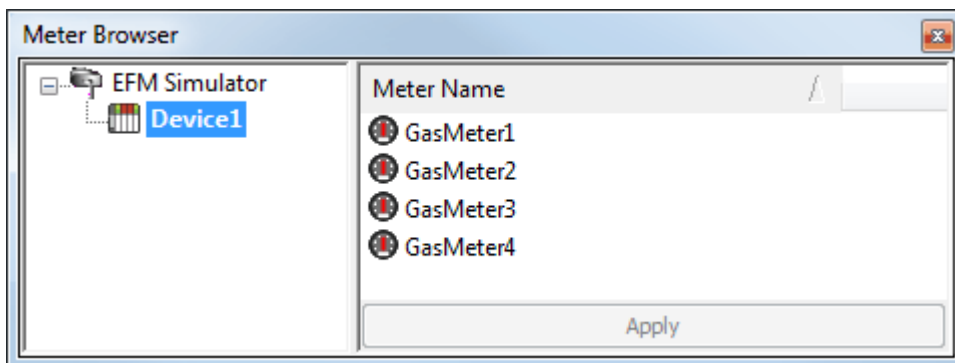 Meter Browser
EFM Simulator
Device1
Meter Name
GasMeter1
GasMeter2
GasMeter3
GasMeter4
Apply